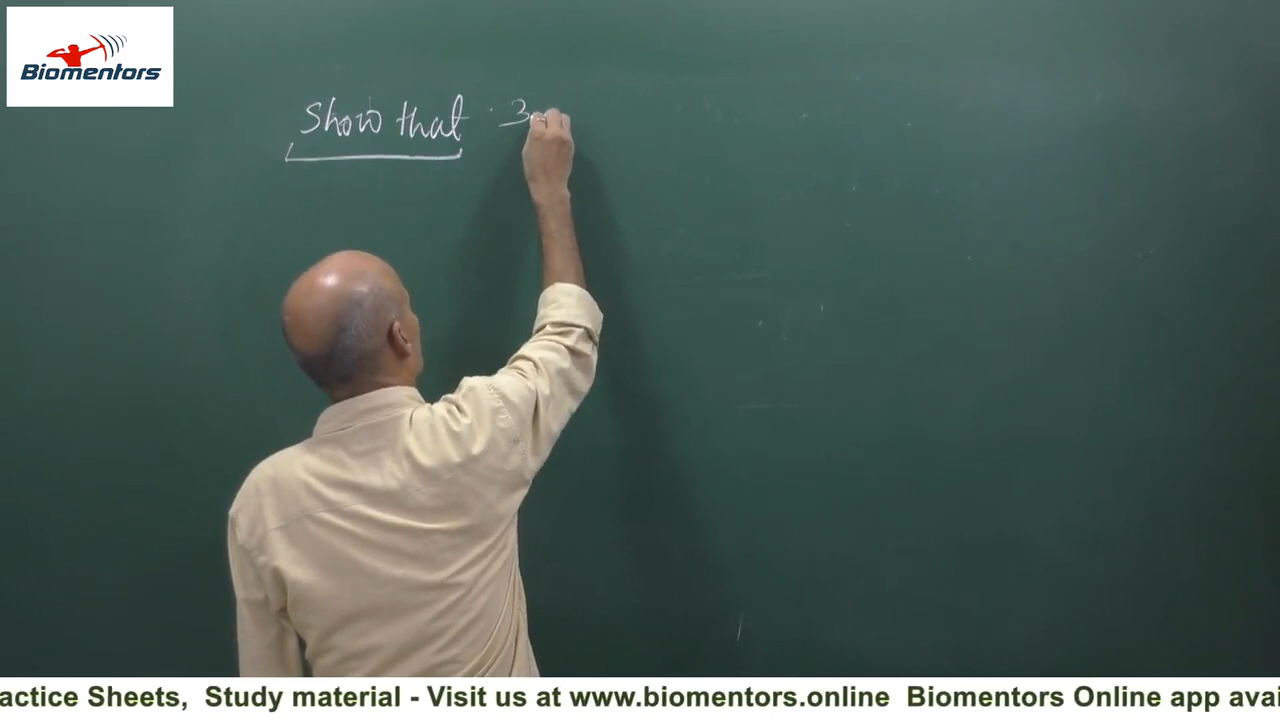 Biomentors
Show that 3
actice Sheets, Study material - Visit us at www.biomentors.online Biomentors Online app avai